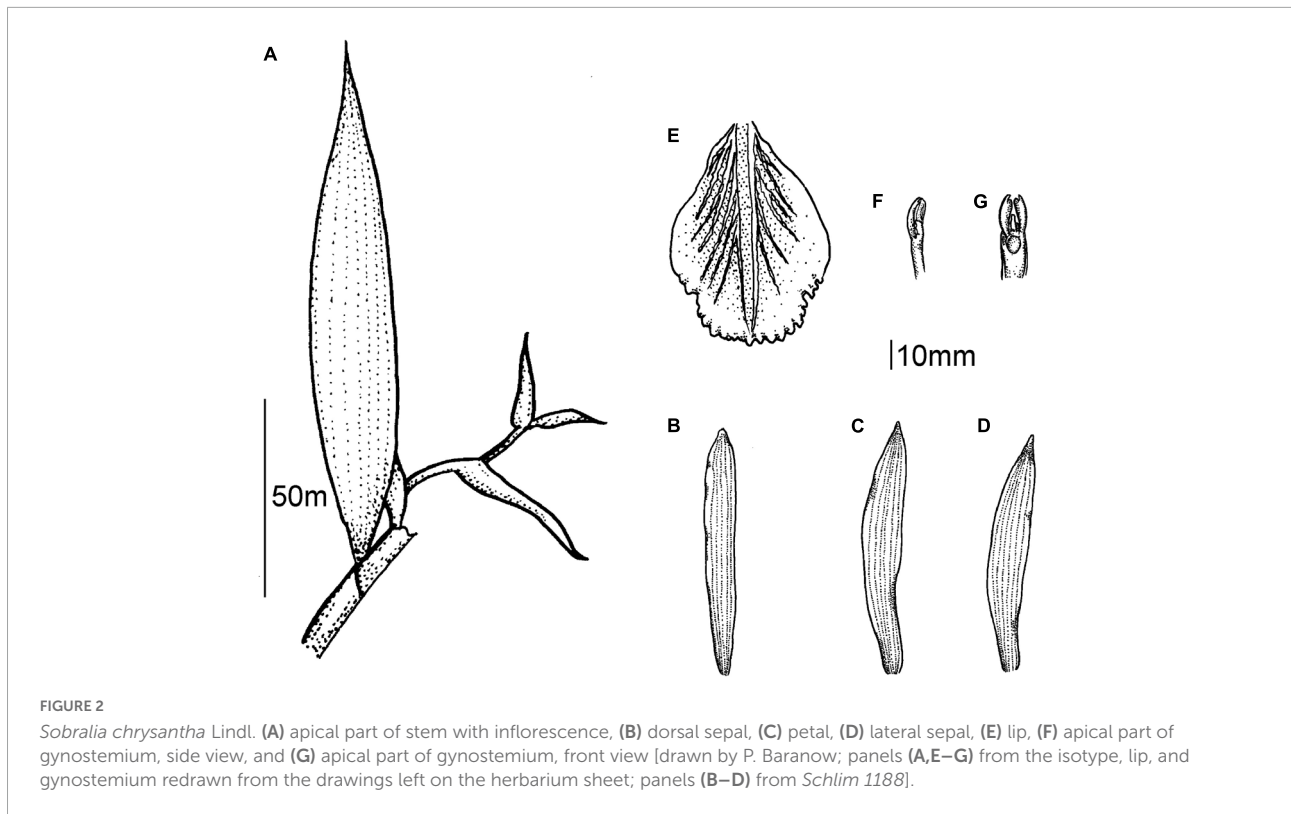 A
E
F
G
10mm
50m
B
C
D
FIGURE 2
Sobralia chrysantha Lindl. (A) apical part of stem with inflorescence, (B) dorsal sepal, (C) petal, (D) lateral sepal, (E) lip, (F) apical part of
gynostemium, side view, and (G) apical part of gynostemium, front view [drawn by P. Baranow; panels (A,E–G) from the isotype, lip, and
gynostemium redrawn from the drawings left on the herbarium sheet; panels (B–D) from Schlim 1188].